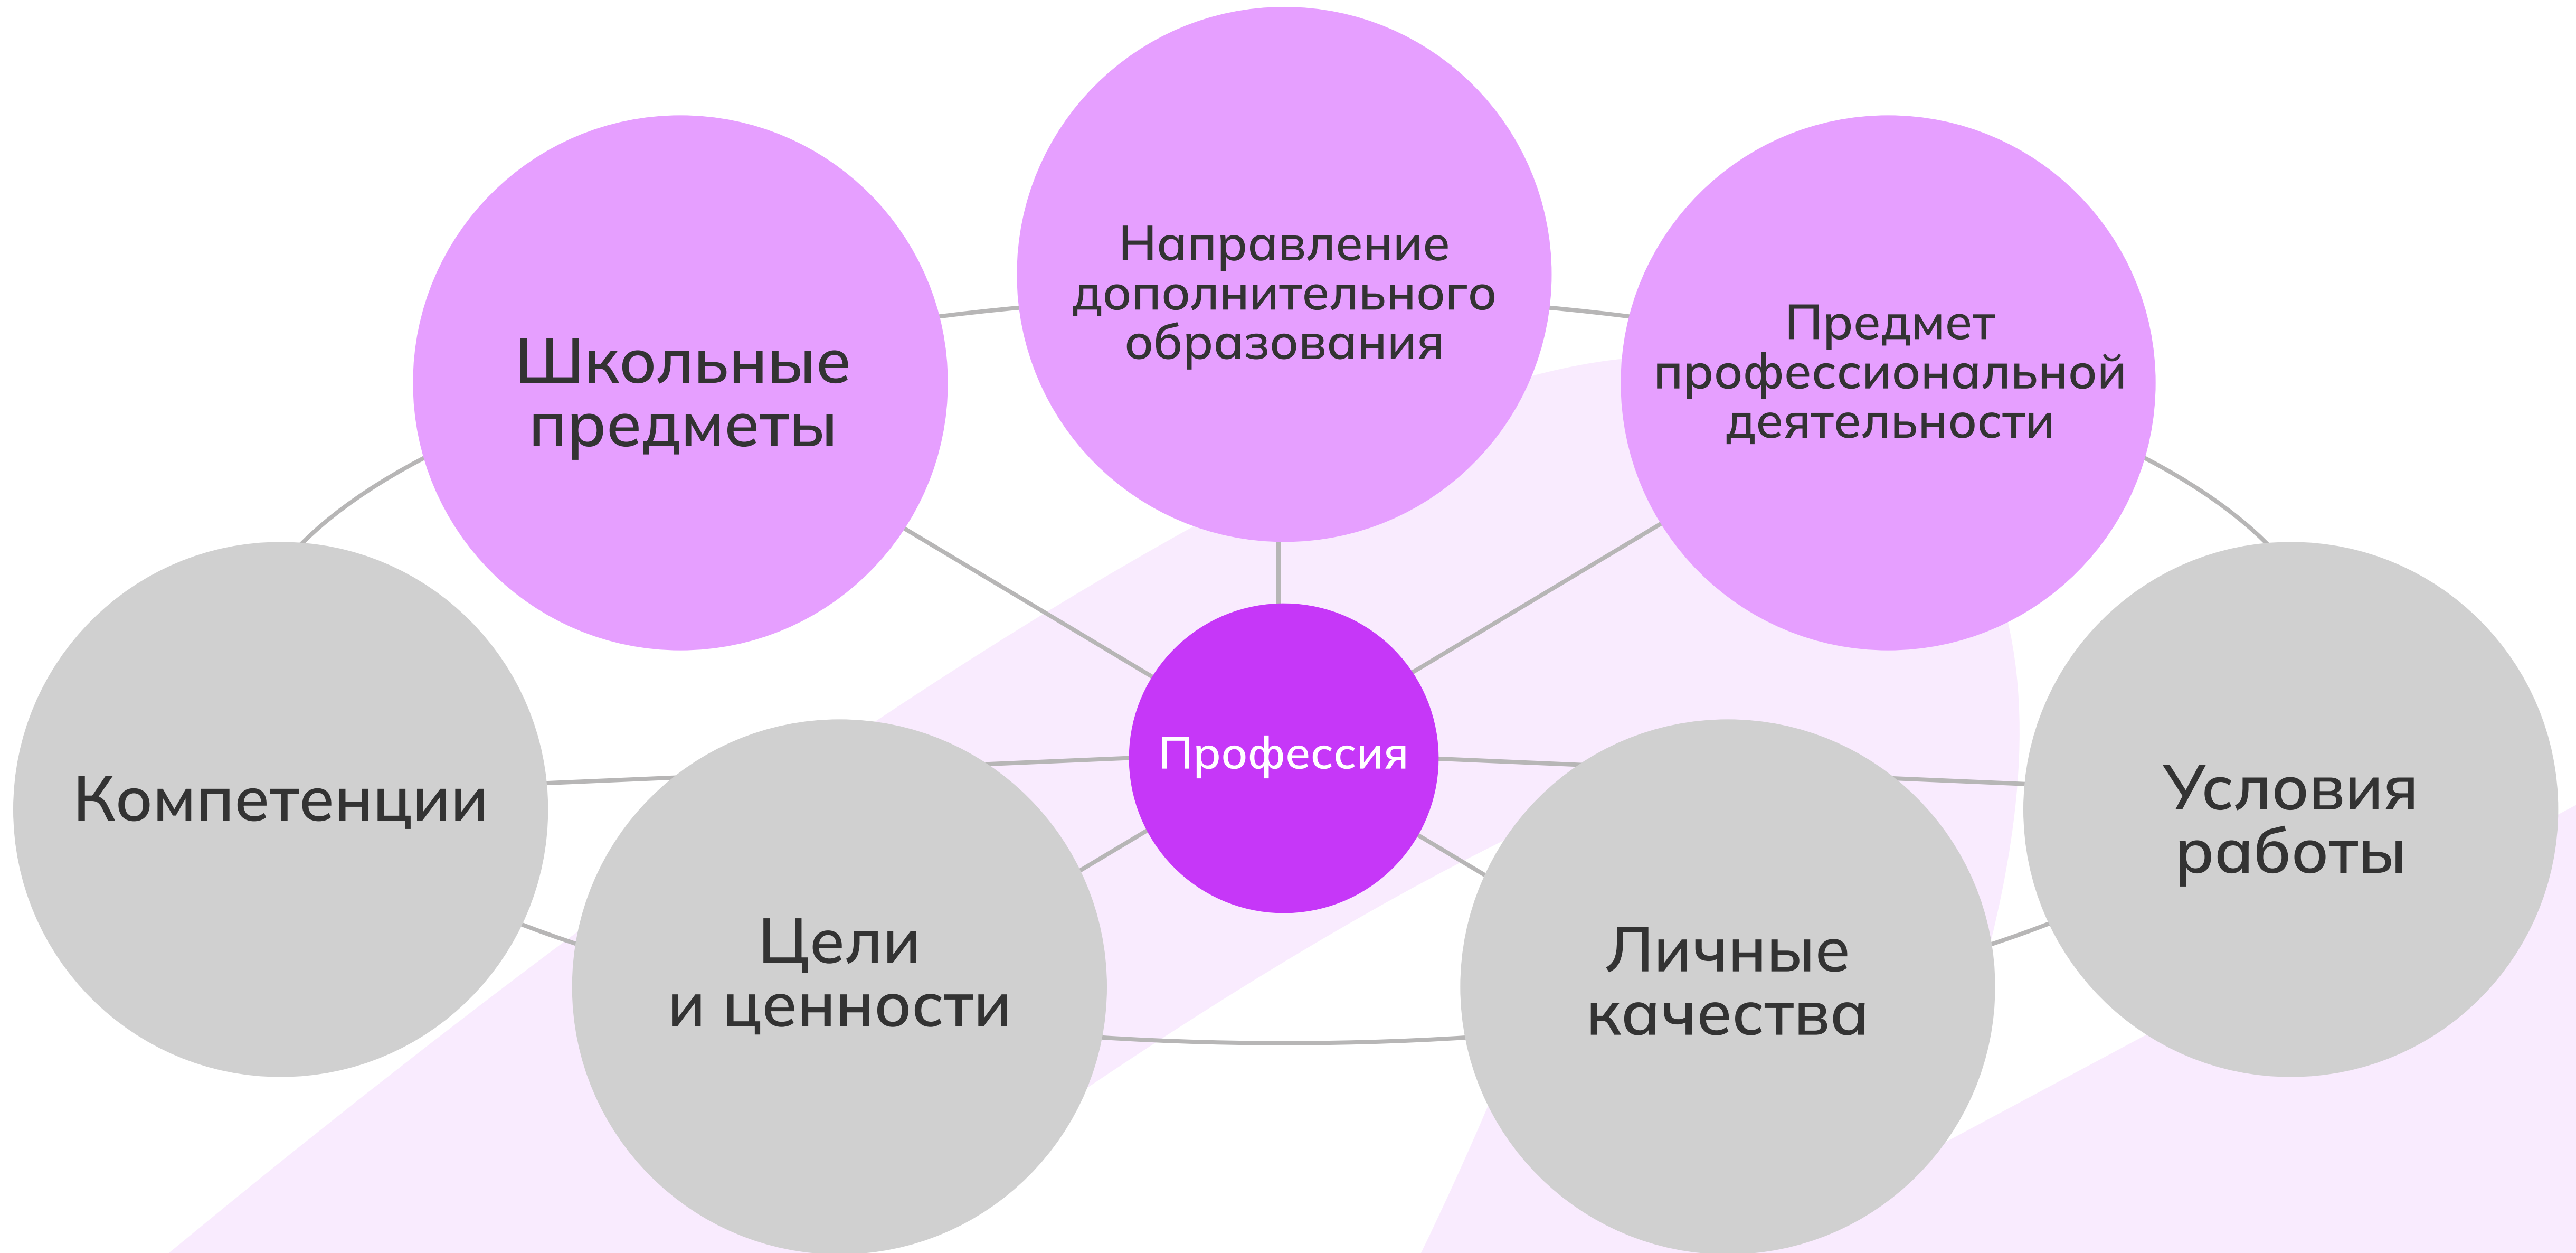 Направление
дополнительного
образования
Школьные
предметы
Предмет
профессиональной
деятельности
Профессия
Компетенции
Условия
работы
Цели
и ценности
Личные
качества